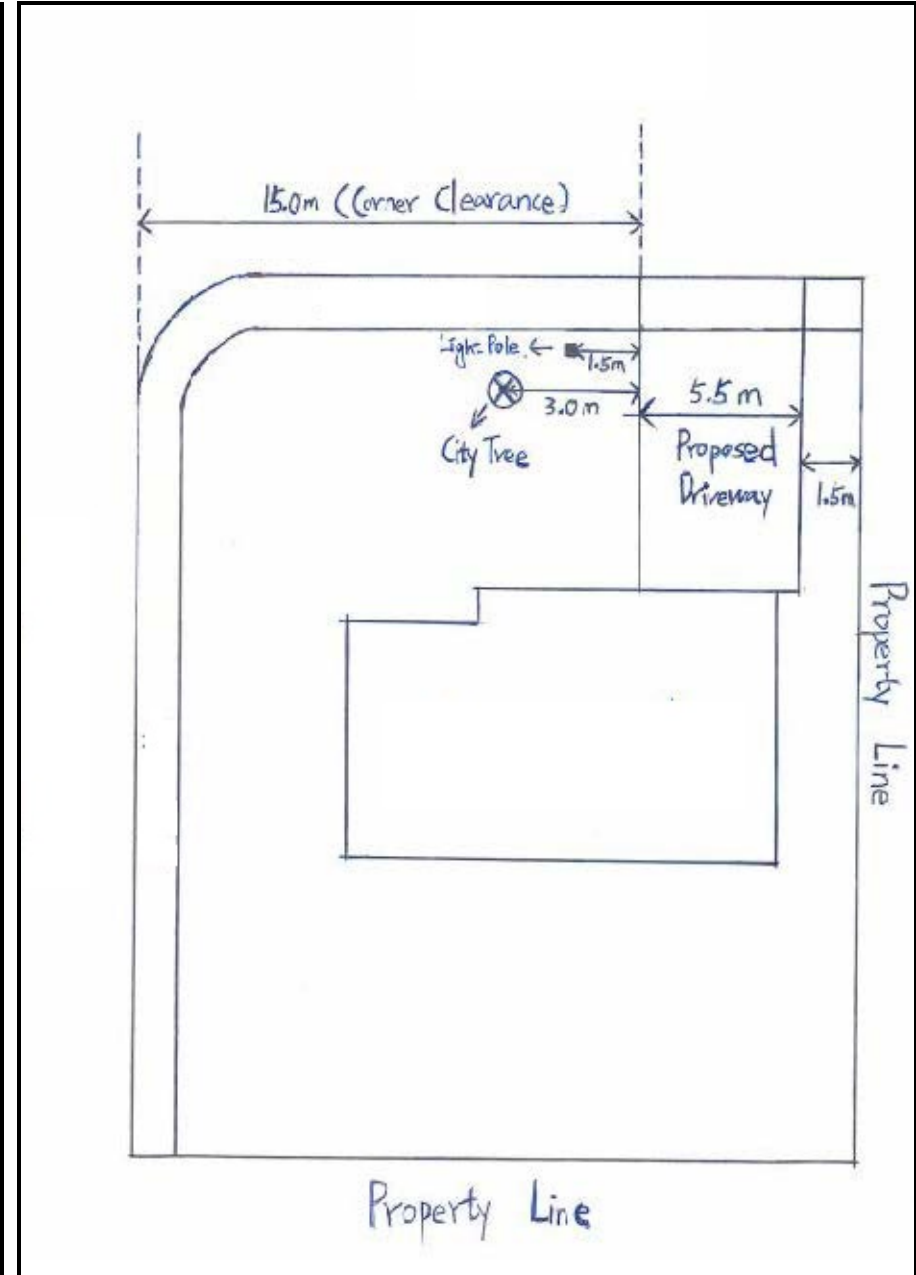 15.0m (Corner Clearance)
Light Pole
1.5m
3.0 m
5.5 m
City Tree
Proposed
Driveway
1.5m
Property Line
Property Line